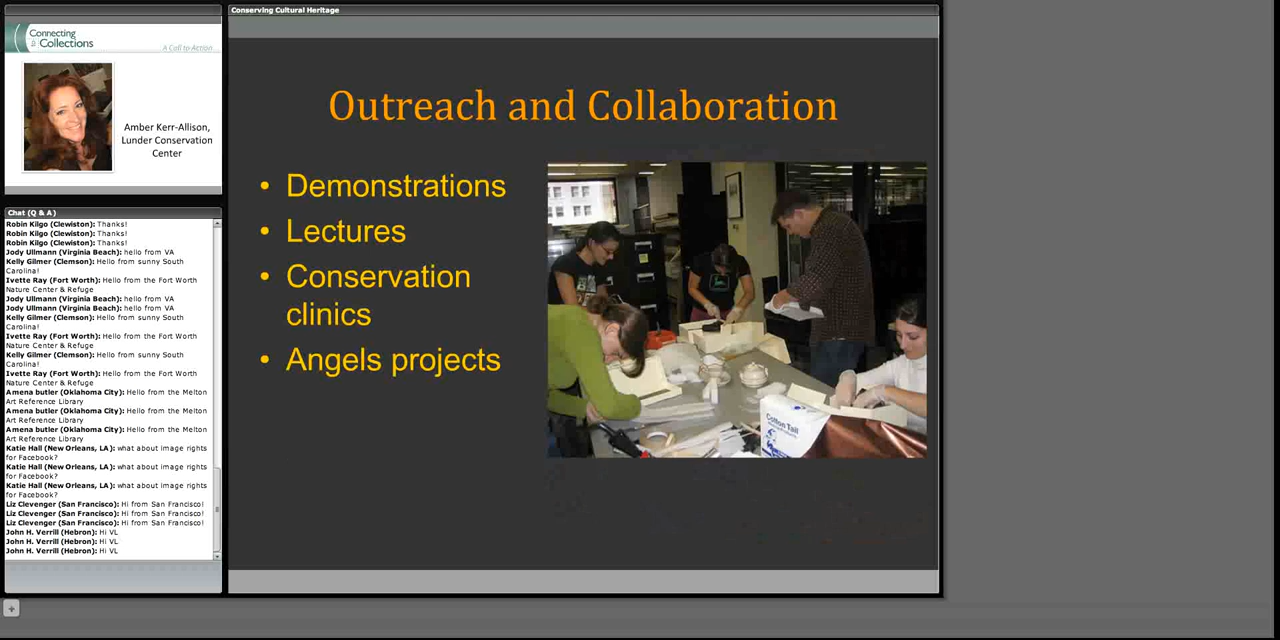 Conserving Cultural Heritage
Connecting
to Collections
A Call to Action
Amber Kerr-Allison,
Lunder Conservation
Center
Chat (Q & A)
Robin Kilgo (Clewiston): Thanks!
Robin Kilgo (Clewiston): Thanks!
Robin Kilgo (Clewiston): Thanks!
Jody Ullmann (Virginia Beach): hello from VA
Kelly Gilmer (Clemson): Hello from sunny South
Carolina!
Ivette Ray (Fort Worth): Hello from the Fort Worth
Nature Center & Refuge
Jody Ullmann (Virginia Beach): hello from VA
Jody Ullmann (Virginia Beach): hello from VA
Kelly Gilmer (Clemson): Hello from sunny South
Carolina!
Ivette Ray (Fort Worth): Hello from the Fort Worth
Nature Center & Refuge
Kelly Gilmer (Clemson): Hello from sunny South
Carolina!
Ivette Ray (Fort Worth): Hello from the Fort Worth
Nature Center & Refuge
Amena butler (Oklahoma City): Hello from the Melton
Art Reference Library
Amena butler (Oklahoma City): Hello from the Melton
Art Reference Library
Amena butler (Oklahoma City): Hello from the Melton
Art Reference Library
Katie Hall (New Orleans, LA): what about image rights
for Facebook?
Katie Hall (New Orleans, LA): what about image rights
for Facebook?
Katie Hall (New Orleans, LA): what about image rights
for Facebook?
Liz Clevenger (San Francisco): Hi from San Francisco!
Liz Clevenger (San Francisco): Hi from San Francisco!
Liz Clevenger (San Francisco): Hi from San Francisco!
John H. Verrill (Hebron): Hi VL
John H. Verrill (Hebron): Hi VL
John H. Verrill (Hebron): Hi VL
Outreach and Collaboration
• Demonstrations
• Lectures
• Conservation
clinics
• Angels projects
Cotton Tail